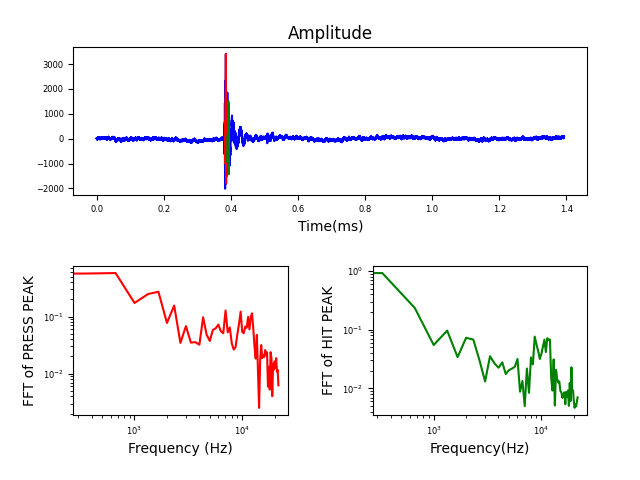 Amplitude
3000
2000
1000
0
−1000
−2000
0.0 0.2 0.4 0.6 0.8 1.0 1.2 1.4
Time(ms)
FFT of PRESS PEAK
10⁻¹
10⁻²
10³ 10⁴
Frequency (Hz)
FFT of HIT PEAK
10⁰
10⁻¹
10⁻²
10³ 10⁴
Frequency(Hz)